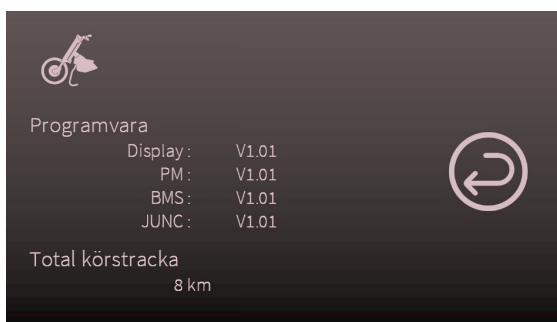 Programvara
Display : V1.01
PM : V1.01
BMS : V1.01
JUNC : V1.01
Total körstracka
8 km